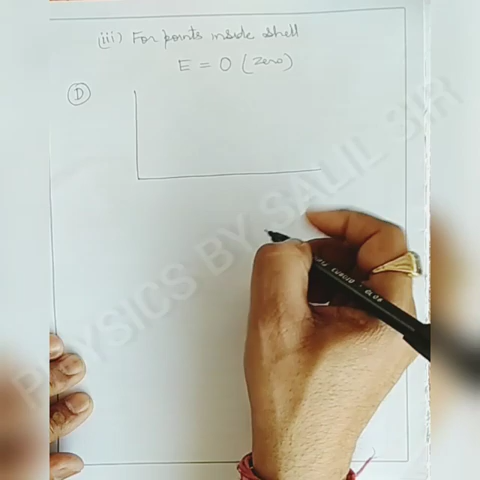 (iii) For points inside shell
E = 0 (zero)
D
PHYSICS BY SALIL SIR